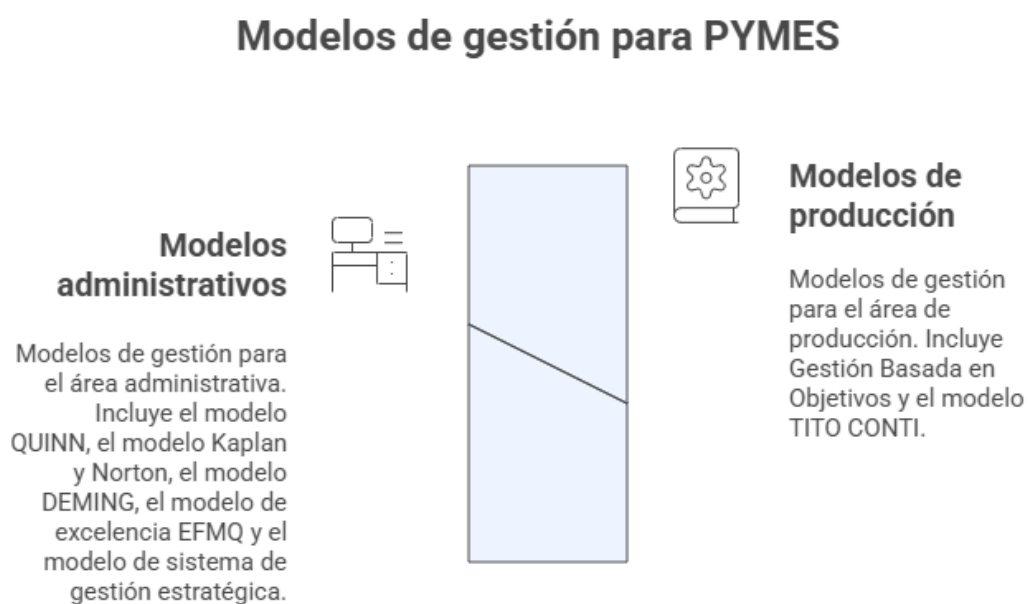 Modelos de gestión para PYMES
Modelos
administrativos
Modelos de gestión para
el área administrativa.
Incluye el modelo
QUINN, el modelo Kaplan
y Norton, el modelo
DEMING, el modelo de
excelencia EFMQ y el
modelo de sistema de
gestión estratégica.
Modelos de
producción
Modelos de gestión
para el área de
producción. Incluye
Gestión Basada en
Objetivos y el modelo
TITO CONTI.